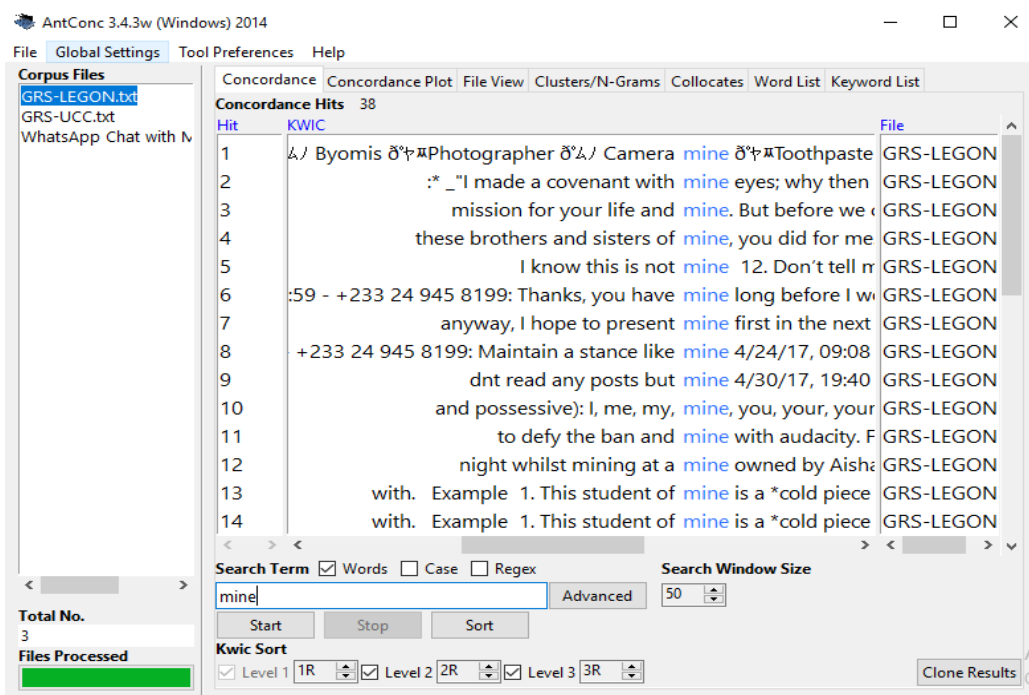 AntConc 3.4.3w (Windows) 2014
File Global Settings Tool Preferences Help
Corpus Files
GRS-LEGON.txt
GRS-UCC.txt
WhatsApp Chat with
Total No.
3
Files Processed
Concordance Concordance Plot File View Clusters/N-Grams Collocates Word List Keyword List
Concordance Hits 38
Hit KWIC File
1 Byomis Photographer Camera mine Toothpaste GRS-LEGON
2 :* _"I made a covenant with mine eyes; why then GRS-LEGON
3 mission for your life and mine. But before we GRS-LEGON
4 these brothers and sisters of mine, you did for me GRS-LEGON
5 I know this is not mine 12. Don't tell GRS-LEGON
6 :59 - +233 24 945 8199: Thanks, you have mine long before I GRS-LEGON
7 anyway, I hope to present mine first in the next GRS-LEGON
8 +233 24 945 8199: Maintain a stance like mine 4/24/17, 09:08 GRS-LEGON
9 dnt read any posts but mine 4/30/17, 19:40 GRS-LEGON
10 and possessive): I, me, my, mine, you, your, your GRS-LEGON
11 to defy the ban and mine with audacity. GRS-LEGON
12 night whilst mining at a mine owned by Aisha GRS-LEGON
13 with. Example 1. This student of mine is a *cold piece GRS-LEGON
14 with. Example 1. This student of mine is a *cold piece GRS-LEGON
Search Term Words Case Regex Search Window Size
mine Advanced 50
Start Stop Sort
Kwic Sort
Level 1 1R Level 2 2R Level 3 3R Clone Results